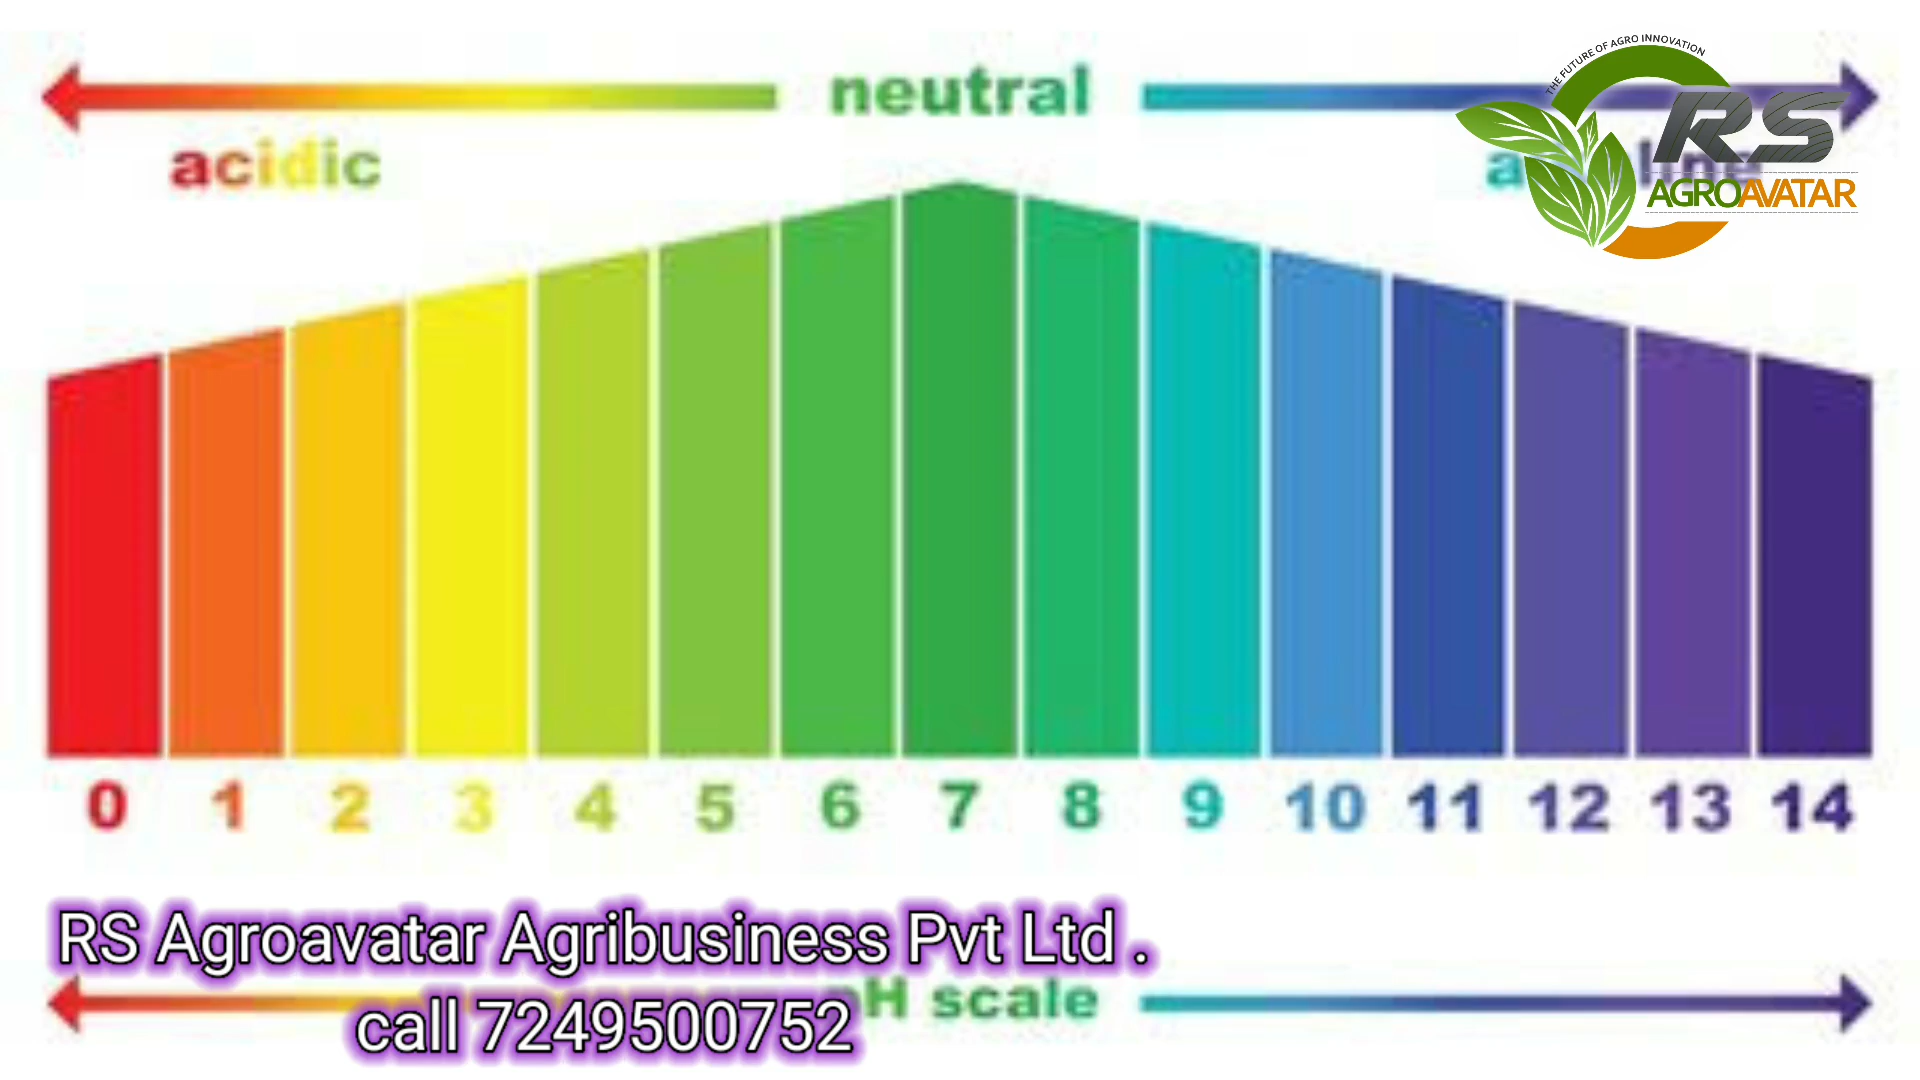 neutral
acidic
THE FUTURE OF AGRO INNOVATION
RS
AGROAVATAR
0 1 2 3 4 5 6 7 8 9 10 11 12 13 14
RS Agroavatar Agribusiness Pvt Ltd .
pH scale
call 7249500752